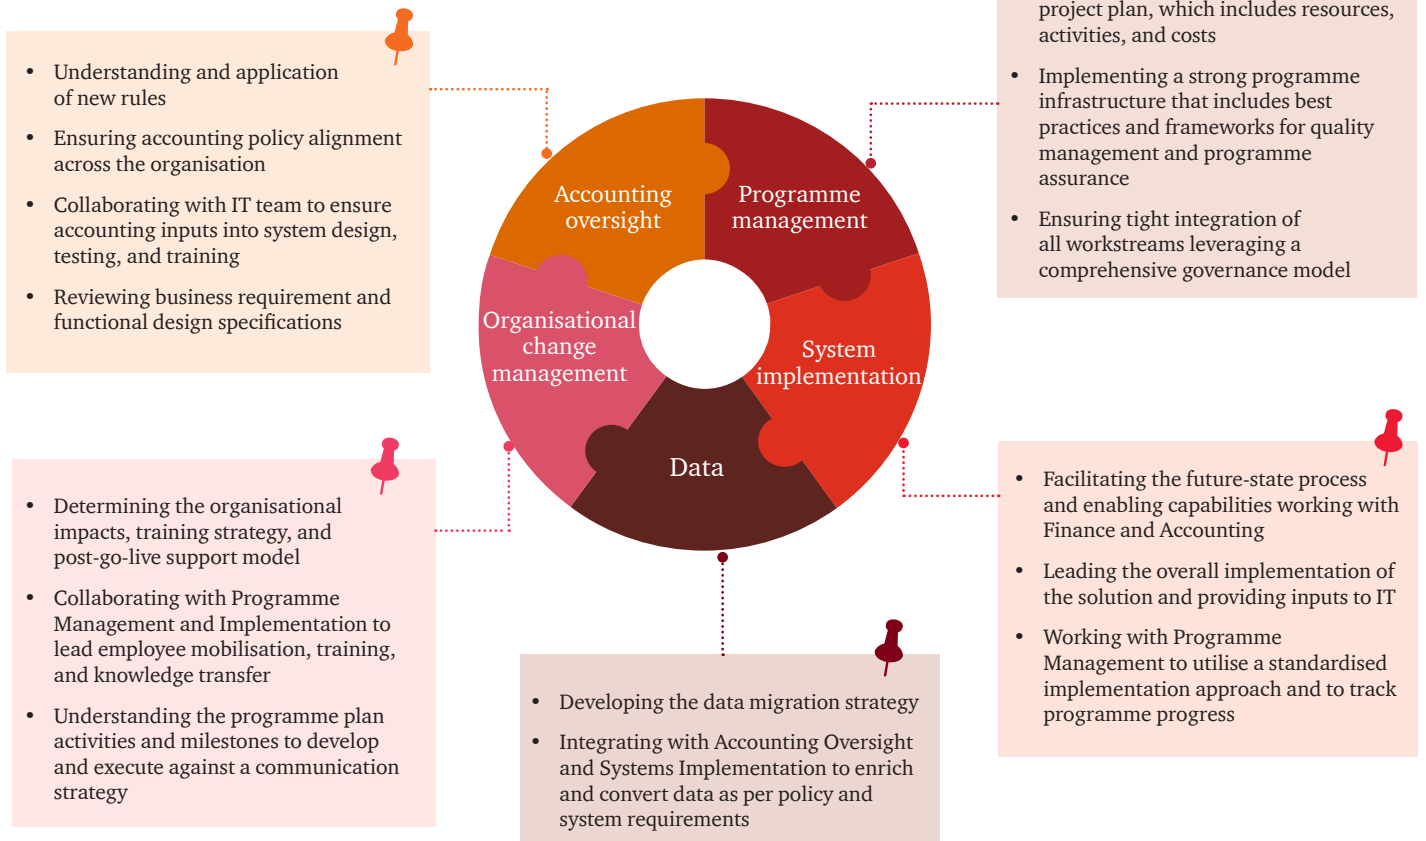 • Understanding and application
of new rules
• Ensuring accounting policy alignment
across the organisation
• Collaborating with IT team to ensure
accounting inputs into system design,
testing, and training
• Reviewing business requirement and
functional design specifications
project plan, which includes resources,
activities, and costs
• Implementing a strong programme
infrastructure that includes best
practices and frameworks for quality
management and programme
assurance
• Ensuring tight integration of
all workstreams leveraging a
comprehensive governance model
Accounting
oversight
Programme
management
Organisational
change
management
System
implementation
Data
• Determining the organisational
impacts, training strategy, and
post-go-live support model
• Collaborating with Programme
Management and Implementation to
lead employee mobilisation, training,
and knowledge transfer
• Understanding the programme plan
activities and milestones to develop
and execute against a communication
strategy
• Developing the data migration strategy
• Integrating with Accounting Oversight
and Systems Implementation to enrich
and convert data as per policy and
system requirements
• Facilitating the future-state process
and enabling capabilities working with
Finance and Accounting
• Leading the overall implementation of
the solution and providing inputs to IT
• Working with Programme
Management to utilise a standardised
implementation approach and to track
programme progress